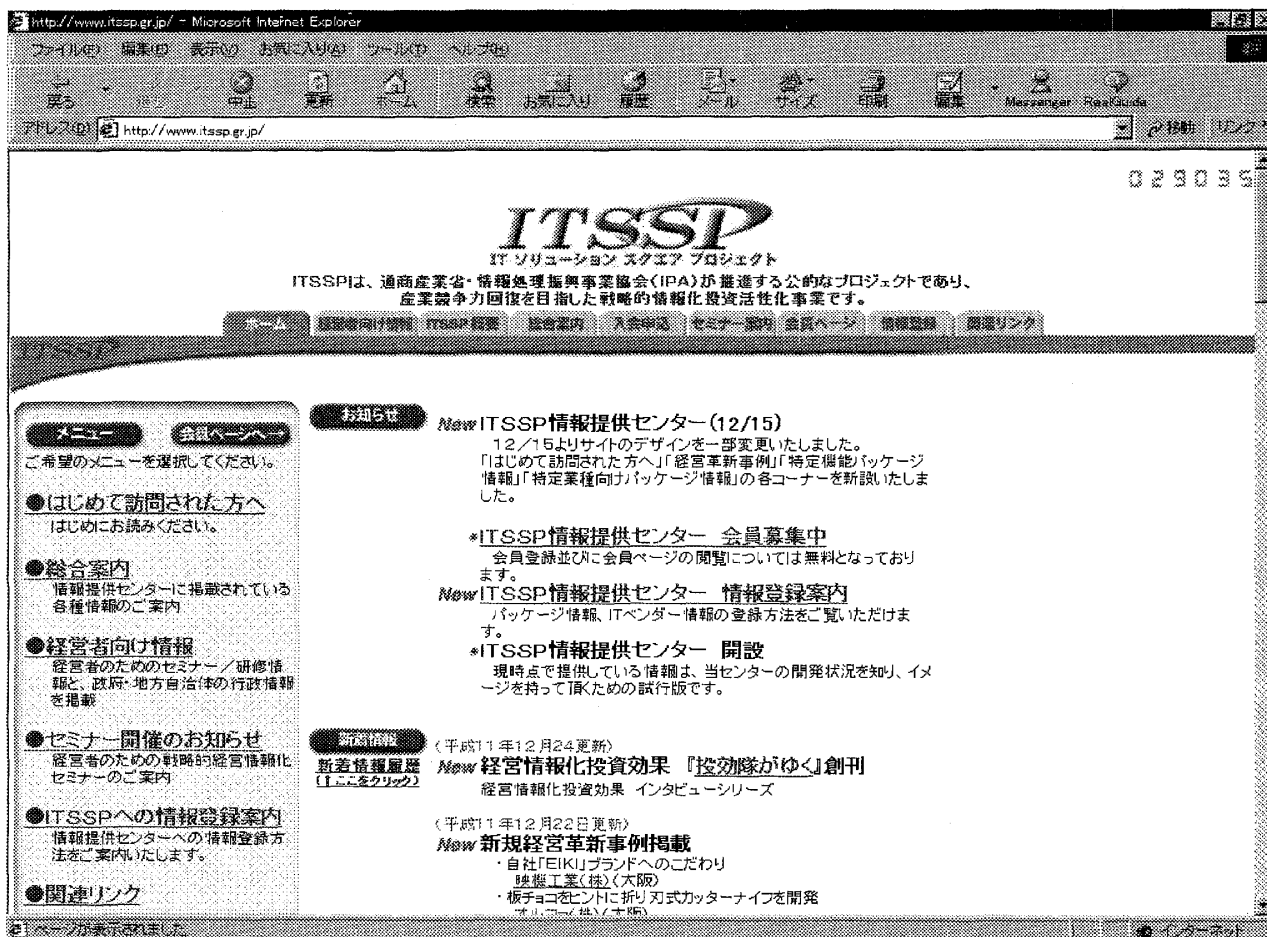 http://www.itssp.gr.jp/ - Microsoft Internet Explorer
ファイル(F) 編集(E) 表示(V) お気に入り(A) ツール(T) ヘルプ(H)
戻る 中止 更新 ホーム 検索 お気に入り 履歴 メール サイズ 印刷 編集 Messenger RealGuide
アドレス(D) http://www.itssp.gr.jp/ 移動 リンク
029035
ITSSP
IT ソリューション スクエア プロジェクト
ITSSPは、通商産業省・情報処理振興事業協会(IPA)が推進する公的なプロジェクトであり、
産業競争力回復を目指した戦略的情報化投資活性化事業です。
ホーム 経営者向け情報 ITSSP概要 総合案内 入会申込 セミナー案内 会員ページ 情報登録 関連リンク
ITSSP
メニュー 会員ページへ
ご希望のメニューを選択してください。
●はじめて訪問された方へ
はじめにお読みください。
●総合案内
情報提供センターに掲載されている
各種情報のご案内
●経営者向け情報
経営者のためのセミナー/研修情
報と、政府・地方自治体の行政情報
を掲載
●セミナー開催のお知らせ
経営者のための戦略的経営情報化
セミナーのご案内
●ITSSPへの情報登録案内
情報提供センターへの情報登録方
法をご案内いたします。
●関連リンク
お知らせ
New ITSSP情報提供センター(12/15)
12/15よりサイトのデザインを一部変更いたしました。
「はじめて訪問された方へ」「経営革新事例」「特定機能パッケージ
情報」「特定業種向けパッケージ情報」の各コーナーを新設いたしま
した。
*ITSSP情報提供センター 会員募集中
会員登録並びに会員ページの閲覧については無料となっており
ます。
New ITSSP情報提供センター 情報登録案内
パッケージ情報、ITベンダー情報の登録方法をご覧いただけま
す。
*ITSSP情報提供センター 開設
現時点で提供している情報は、当センターの開発状況を知り、イメ
ージを持って頂くための試行版です。
新着情報
新着情報履歴
(↑ここをクリック)
(平成11年12月24更新)
New 経営情報化投資効果 『投効隊がゆく』創刊
経営情報化投資効果 インタビューシリーズ
(平成11年12月22日更新)
New 新規経営革新事例掲載
・自社「EIKI」ブランドへのこだわり
映機工業(株)(大阪)
・板チョコをヒントに折り刃式カッターナイフを開発
ページが表示されました
インターネット